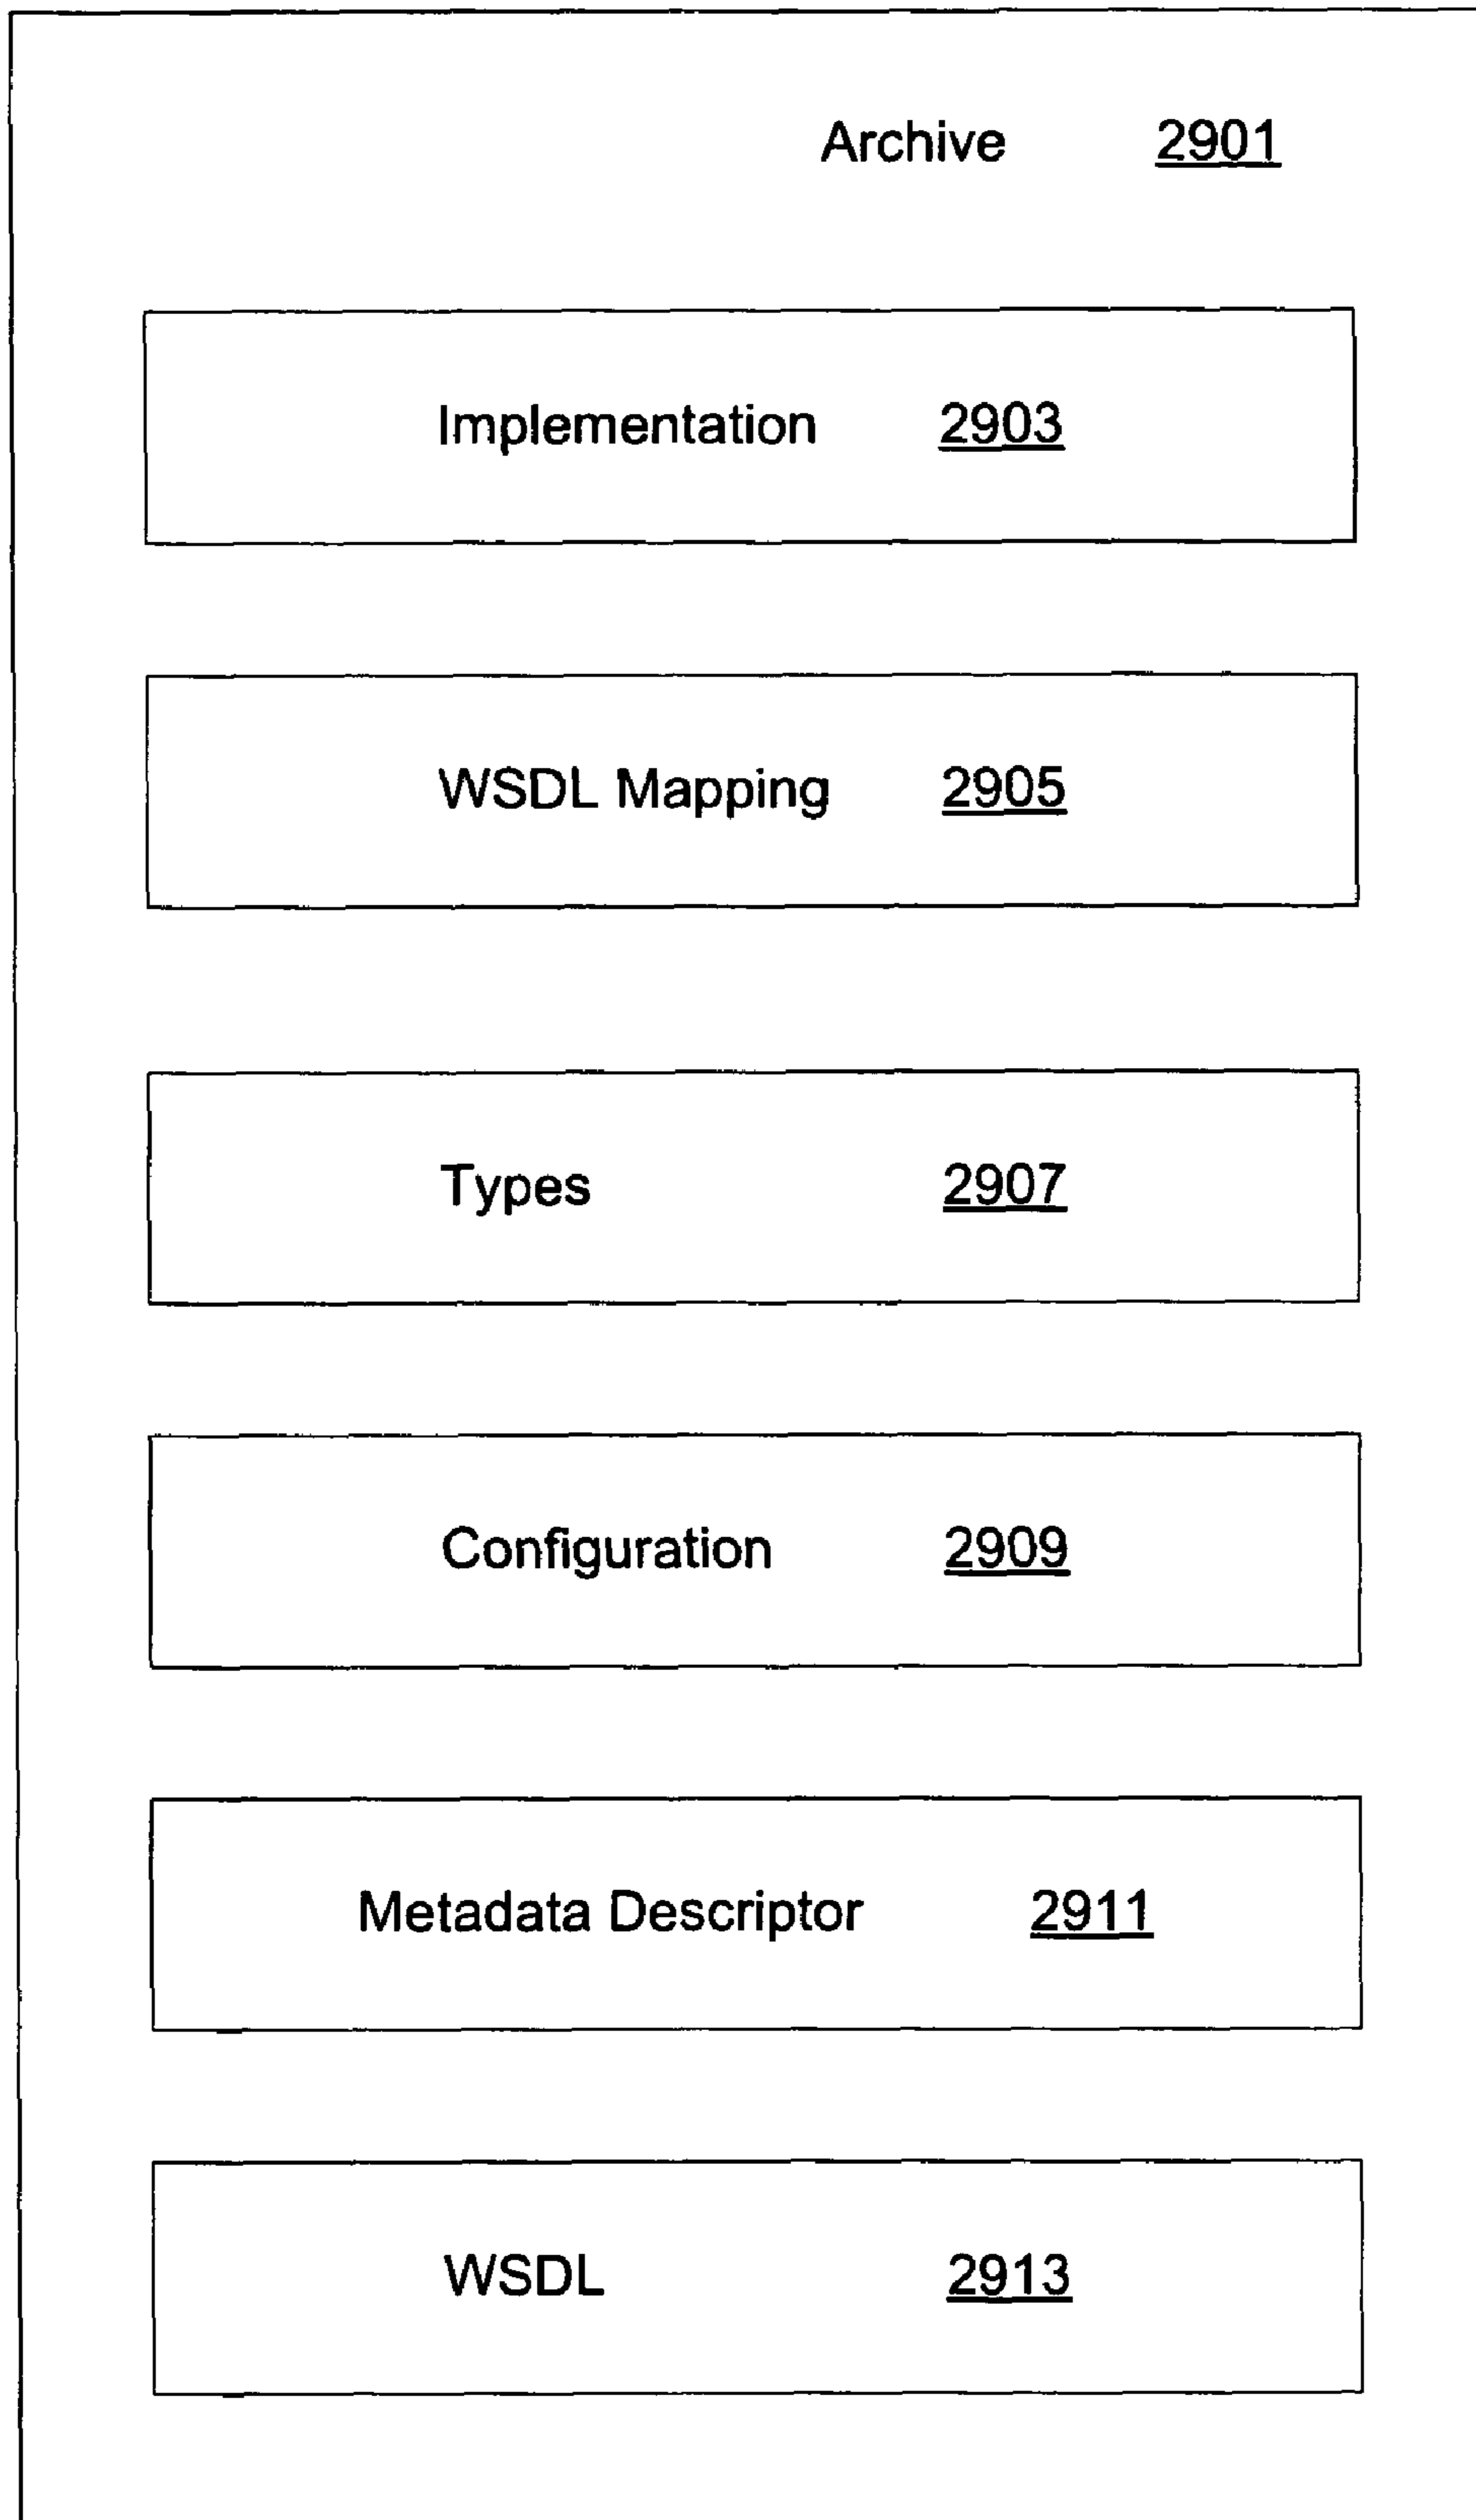 Archive 2901
Implementation 2903
WSDL Mapping 2905
Types 2907
Configuration 2909
Metadata Descriptor 2911
WSDL 2913